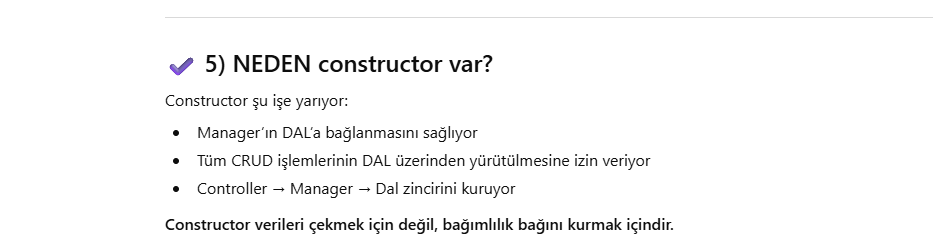 ✔ 5) NEDEN constructor var?
Constructor şu işe yarıyor:
• Manager’ın DAL’a bağlanmasını sağlıyor
• Tüm CRUD işlemlerinin DAL üzerinden yürütülmesine izin veriyor
• Controller → Manager → Dal zincirini kuruyor
Constructor verileri çekmek için değil, bağımlılık bağını kurmak içindir.